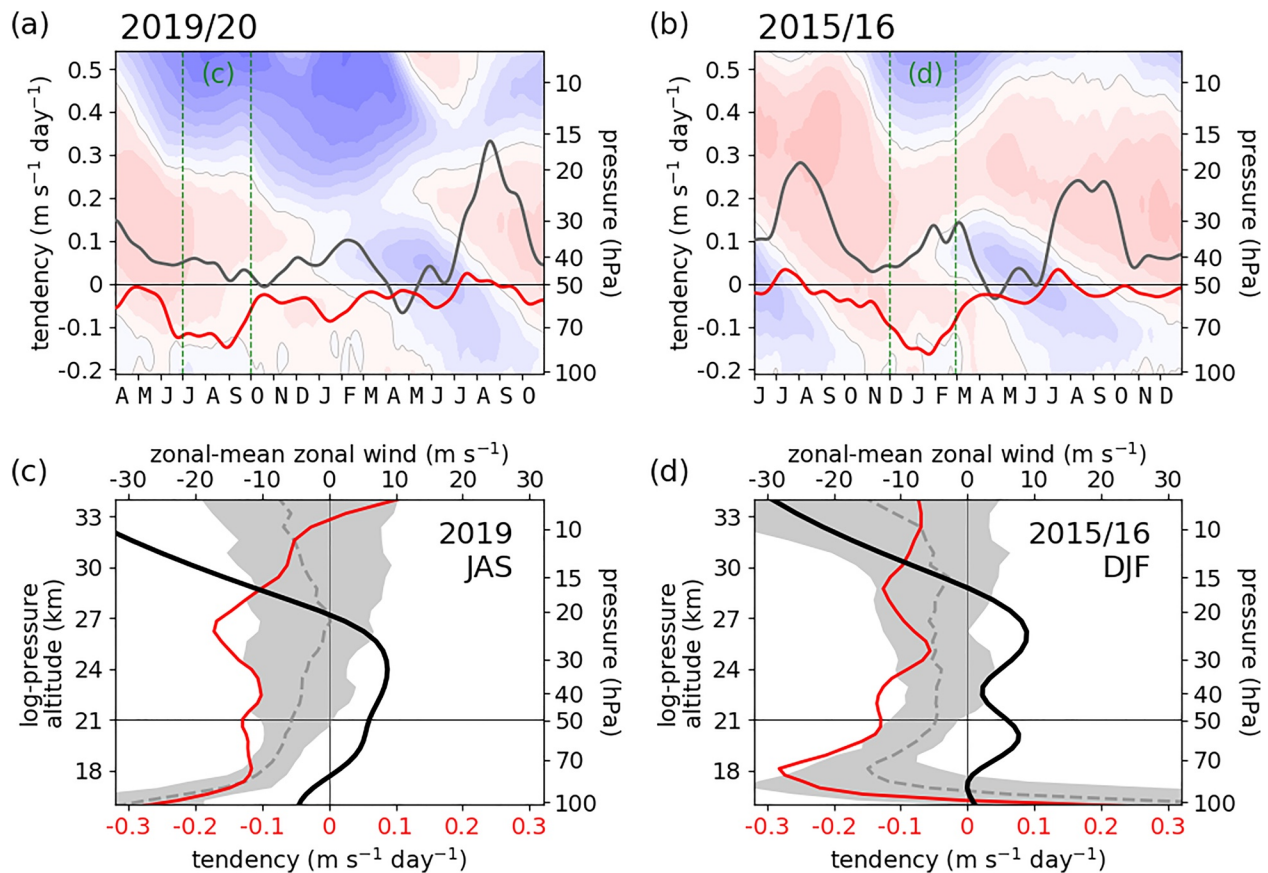 (a) 2019/20
(b) 2015/16
(c)
(d)
tendency (m s⁻¹ day⁻¹)
0.5
0.4
0.3
0.2
0.1
0
-0.1
-0.2
10
15
20
30
40
50
70
100
pressure (hPa)
A M J J A S O N D J F M A M J J A S O
tendency (m s⁻¹ day⁻¹)
0.5
0.4
0.3
0.2
0.1
0
-0.1
-0.2
10
15
20
30
40
50
70
100
pressure (hPa)
J J A S O N D J F M A M J J A S O N D
(c)
zonal-mean zonal wind (m s⁻¹)
-30 -20 -10 0 10 20 30
2019
JAS
log-pressure
altitude (km)
33
30
27
24
21
18
10
15
20
30
40
50
70
100
pressure (hPa)
-0.3 -0.2 -0.1 0 0.1 0.2 0.3
tendency (m s⁻¹ day⁻¹)
(d)
zonal-mean zonal wind (m s⁻¹)
-30 -20 -10 0 10 20 30
2015/16
DJF
log-pressure
altitude (km)
33
30
27
24
21
18
10
15
20
30
40
50
70
100
pressure (hPa)
-0.3 -0.2 -0.1 0 0.1 0.2 0.3
tendency (m s⁻¹ day⁻¹)